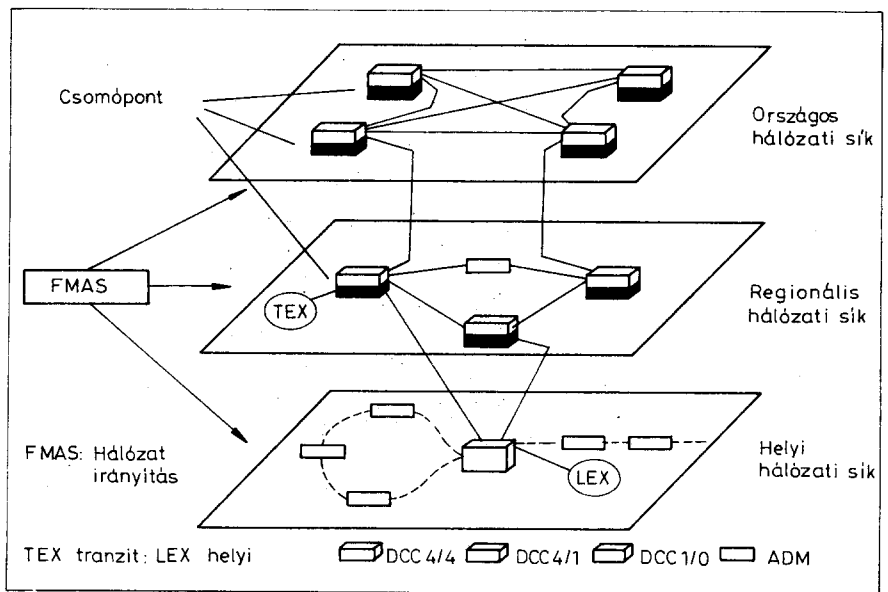 Csomópont
Országos
hálózati sík
FMAS
TEX
Regionális
hálózati sík
FMAS: Hálózat
irányítás
LEX
Helyi
hálózati sík
TEX tranzit: LEX helyi
DCC 4/4
DCC 4/1
DCC 1/0
ADM